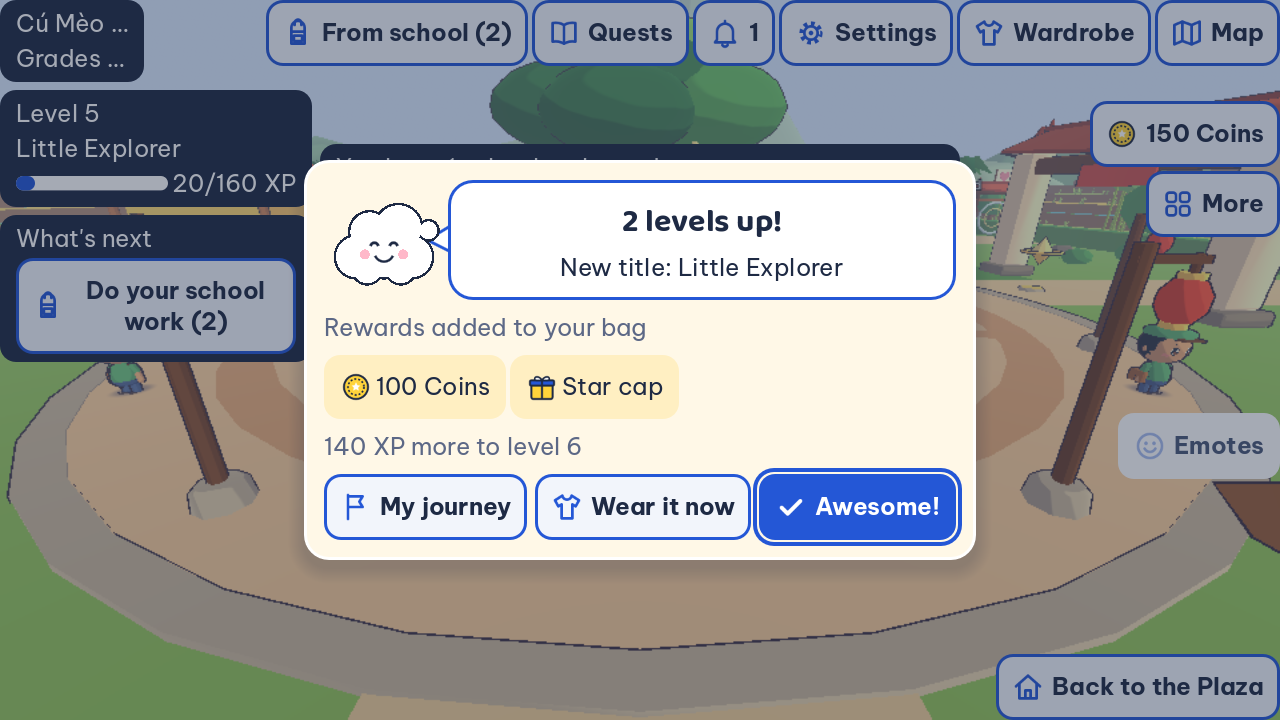 Cú Mèo ...
Grades ...
From school (2)
Quests
1
Settings
Wardrobe
Map
Level 5
Little Explorer
20/160 XP
150 Coins
More
What's next
Do your school
work (2)
2 levels up!
New title: Little Explorer
Rewards added to your bag
100 Coins
Star cap
140 XP more to level 6
My journey
Wear it now
Awesome!
Emotes
Back to the Plaza